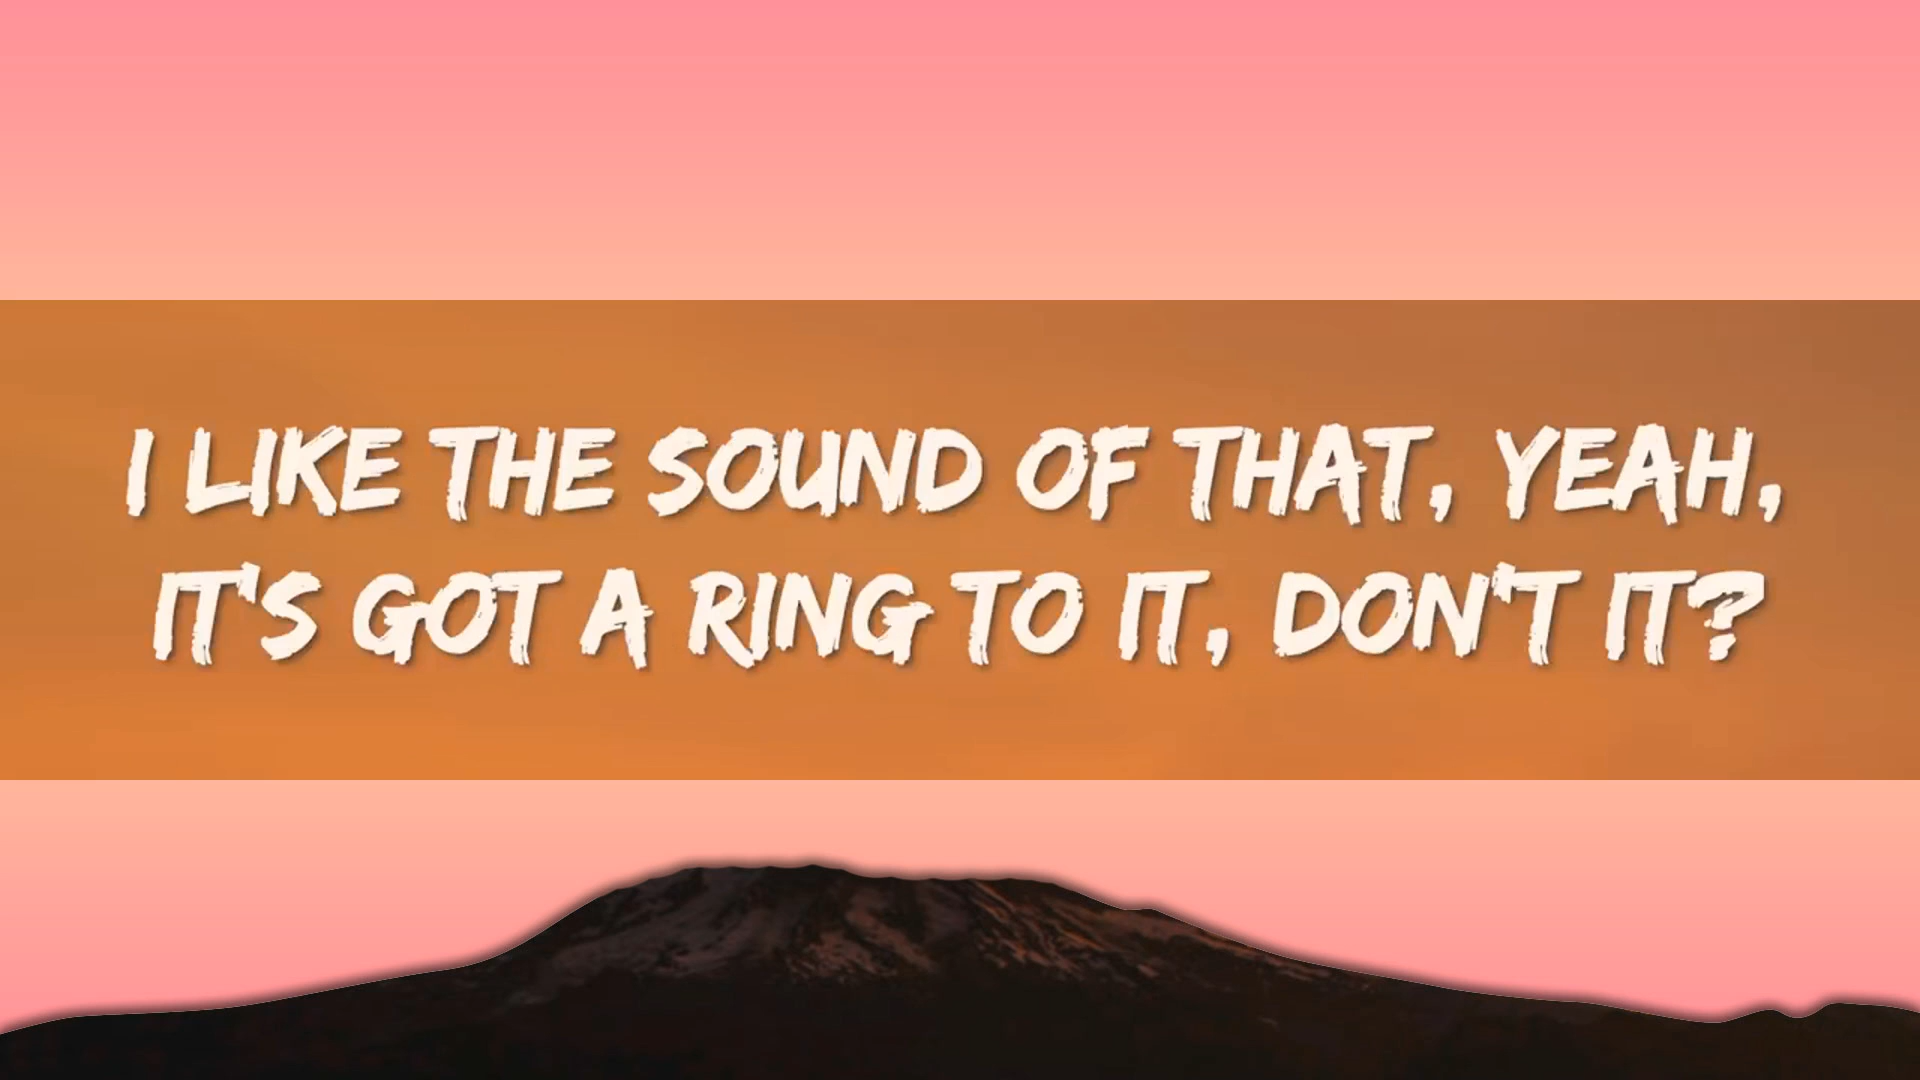 I LIKE THE SOUND OF THAT, YEAH,
IT'S GOT A RING TO IT, DON'T IT?